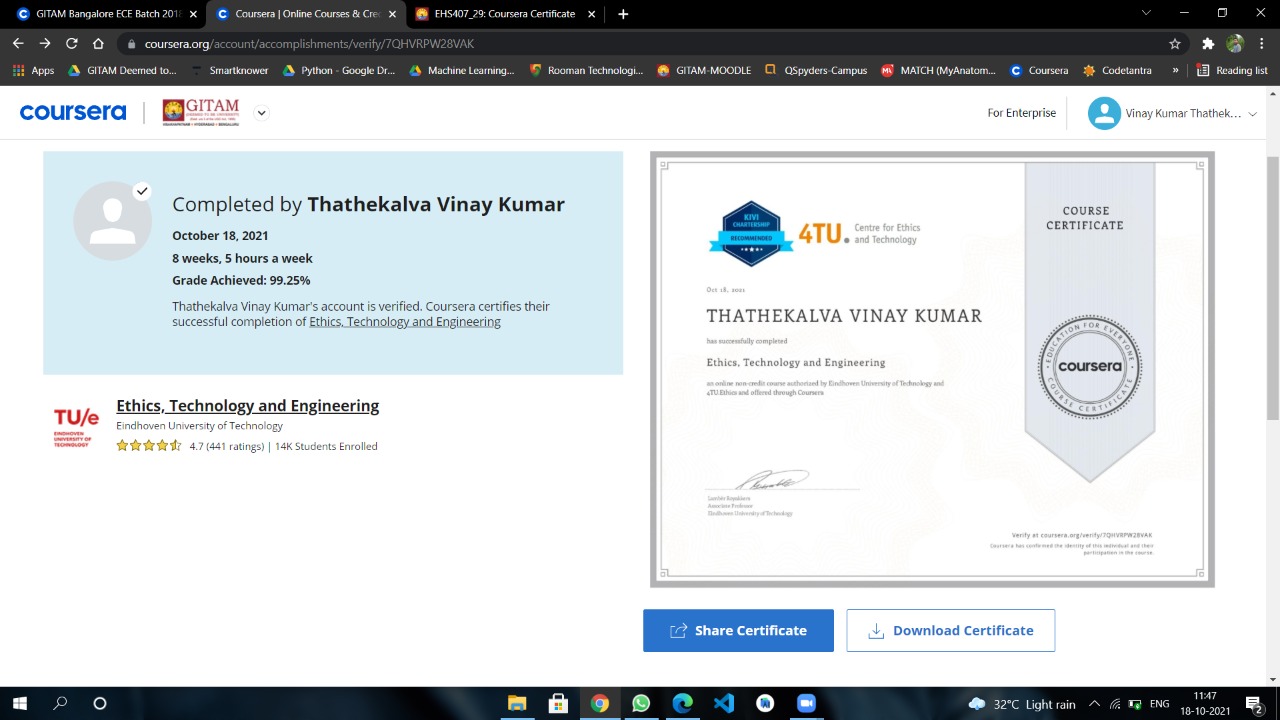 GITAM Deemed to be 201
Coursera | Online Courses & Cre
EHS407_29: Coursera Certificate
coursera.org/account/accomplishments/verify/7QHVRPW28VAK
Apps
GITAM Deemed to...
Smartknower
Python - Google Dr...
Machine Learning...
Rooman Technologi...
GITAM-MOODLE
QSpyders-Campus
MATCH (MyAnatom...
Coursera
Codetantra
»
Reading list
coursera
GITAM
For Enterprise
Vinay Kumar Thathek...
Completed by Thathekalva Vinay Kumar
October 18, 2021
8 weeks, 5 hours a week
Grade Achieved: 99.25%
Thathekalva Vinay Kumar's account is verified. Coursera certifies their
successful completion of Ethics, Technology and Engineering
TU/e
EINDHOVEN
UNIVERSITY OF
TECHNOLOGY
Ethics, Technology and Engineering
Eindhoven University of Technology
4.7 (441 ratings) | 14K Students Enrolled
KIVI
CHARTERSHIP
RECOMMENDED
4TU.
Centre for Ethics
and Technology
COURSE
CERTIFICATE
Oct 18, 2021
THATHEKALVA VINAY KUMAR
has successfully completed
Ethics, Technology and Engineering
an online non-credit course authorized by Eindhoven University of Technology and
4TU.Ethics and offered through Coursera
EDUCATION FOR EVERYONE
coursera
COURSE CERTIFICATE
Lambèr Royakkers
Associate Professor
Eindhoven University of Technology
Verify at coursera.org/verify/7QHVRPW28VAK
Coursera has confirmed the identity of this individual and their
participation in the course.
Share Certificate
Download Certificate
32°C Light rain
ENG
11:47
18-10-2021
2